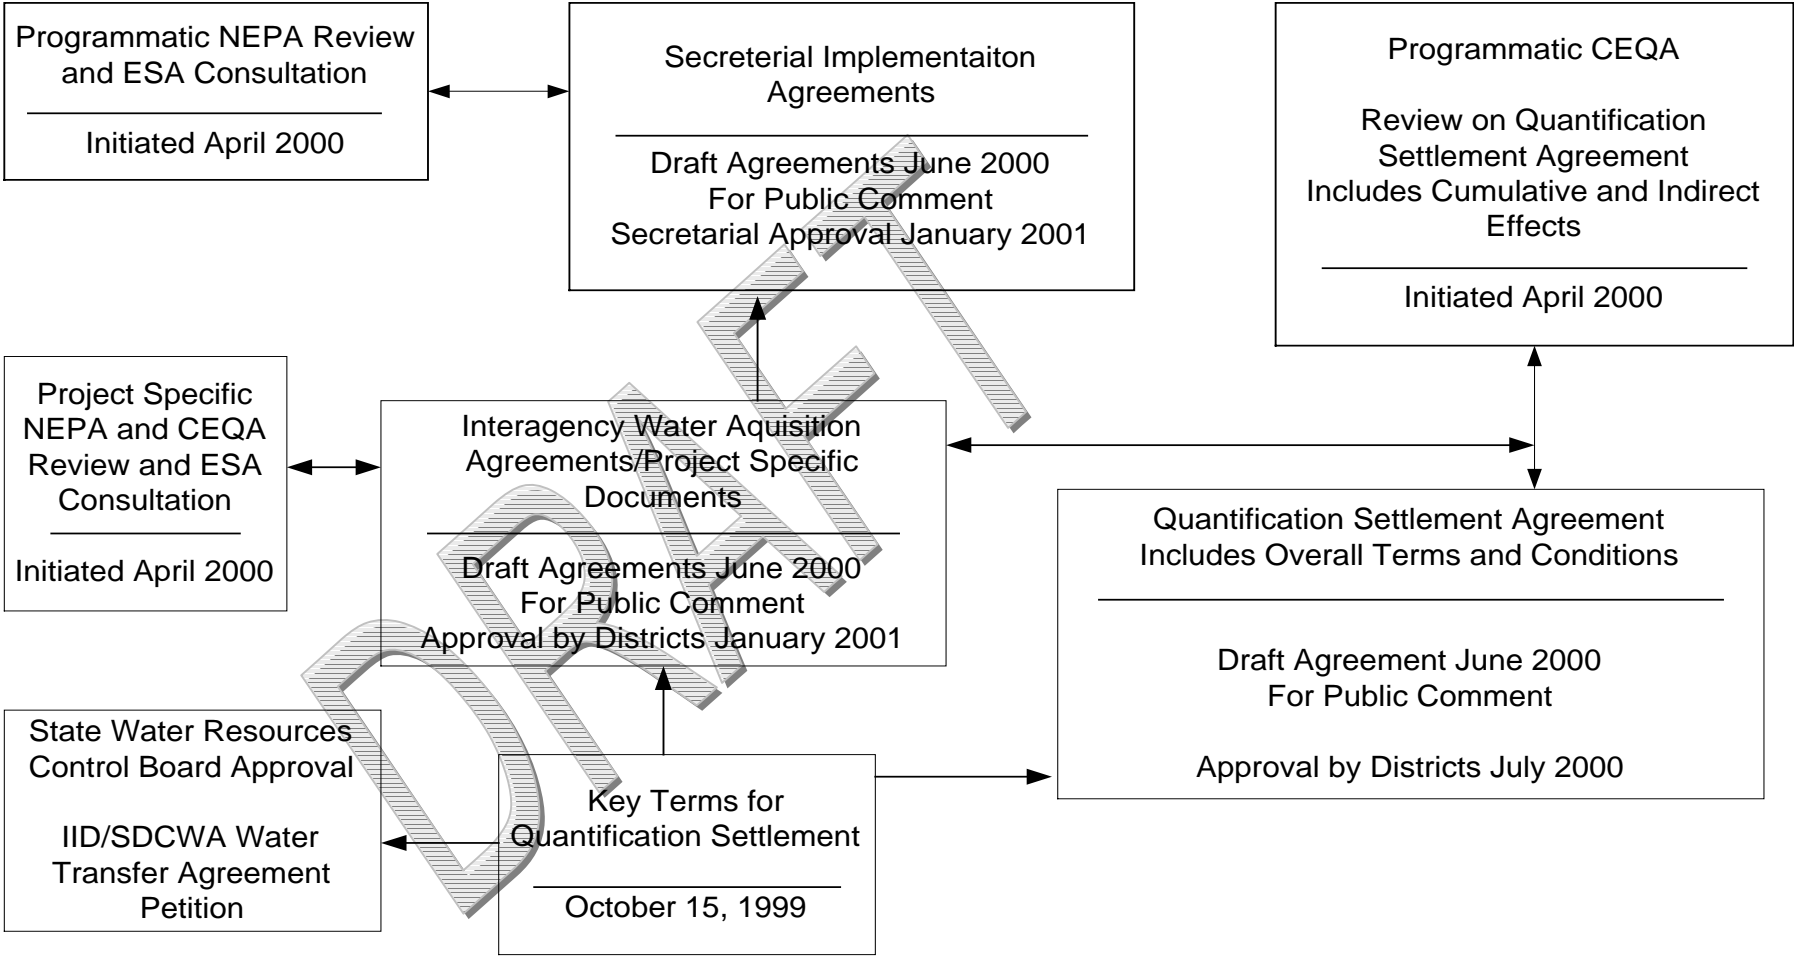 Programmatic NEPA Review
and ESA Consultation
Initiated April 2000
Secreterial Implementaiton
Agreements
Draft Agreements June 2000
For Public Comment
Secretarial Approval January 2001
Programmatic CEQA
Review on Quantification
Settlement Agreement
Includes Cumulative and Indirect
Effects
Initiated April 2000
Project Specific
NEPA and CEQA
Review and ESA
Consultation
Initiated April 2000
Interagency Water Aquisition
Agreements/Project Specific
Documents
Draft Agreements June 2000
For Public Comment
Approval by Districts January 2001
Quantification Settlement Agreement
Includes Overall Terms and Conditions
Draft Agreement June 2000
For Public Comment
Approval by Districts July 2000
State Water Resources
Control Board Approval
IID/SDCWA Water
Transfer Agreement
Petition
Key Terms for
Quantification Settlement
October 15, 1999
DRAFT